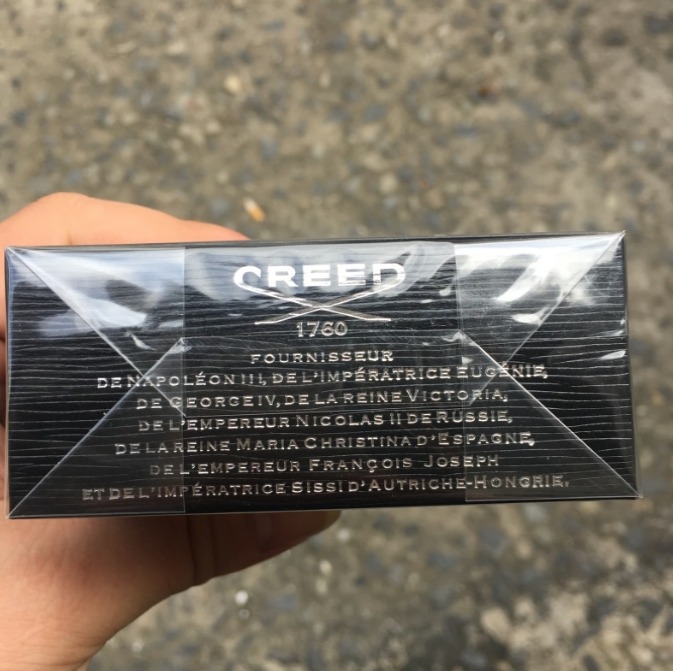 CREED
1760
FOURNISSEUR
DE NAPOLÉON III, DE L'IMPÉRATRICE EUGÉNIE,
DE GEORGE IV, DE LA REINE VICTORIA,
DE L'EMPEREUR NICOLAS II DE RUSSIE,
DE LA REINE MARIA CHRISTINA D'ESPAGNE,
DE L'EMPEREUR FRANÇOIS JOSEPH
ET DE L'IMPÉRATRICE SISSI D'AUTRICHE-HONGRIE.